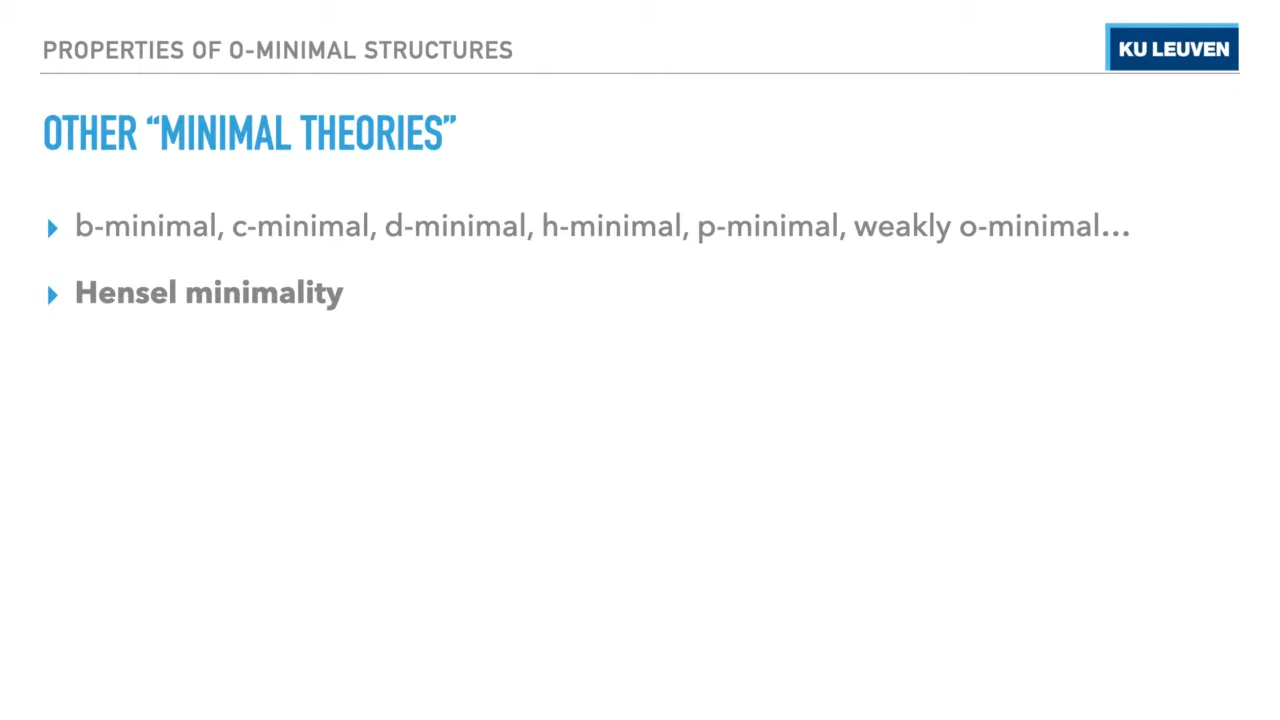 PROPERTIES OF O-MINIMAL STRUCTURES
KU LEUVEN
OTHER “MINIMAL THEORIES”
b-minimal, c-minimal, d-minimal, h-minimal, p-minimal, weakly o-minimal…
Hensel minimality